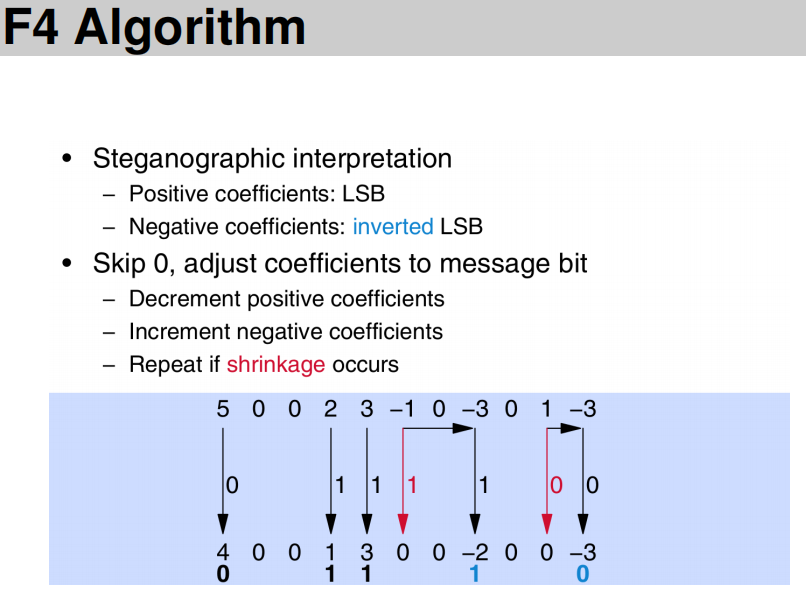 F4 Algorithm
• Steganographic interpretation
– Positive coefficients: LSB
– Negative coefficients: inverted LSB
• Skip 0, adjust coefficients to message bit
– Decrement positive coefficients
– Increment negative coefficients
– Repeat if shrinkage occurs
5 0 0 2 3 −1 0 −3 0 1 −3
0 1 1 1 1 0 0
4 0 0 1 3 0 0 −2 0 0 −3
0 1 1 1 0